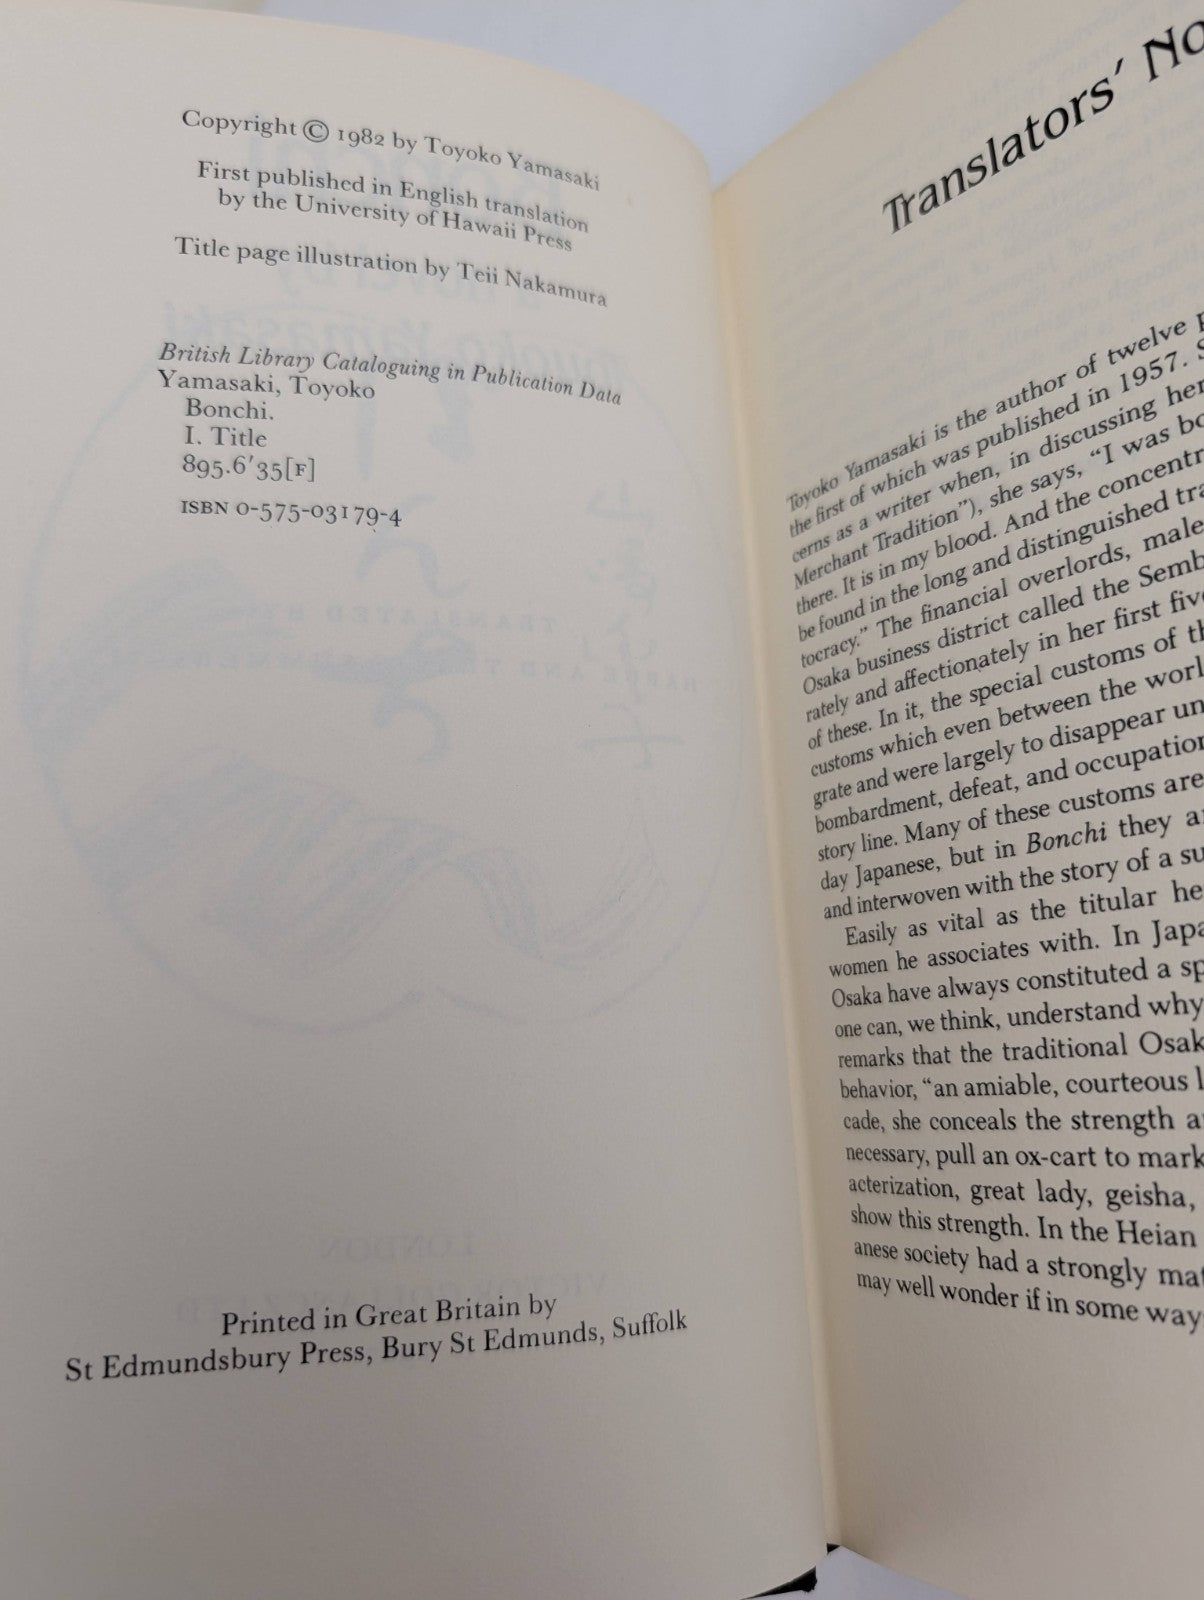 Copyright © 1982 by Toyoko Yamasaki
First published in English translation
by the University of Hawaii Press
Title page illustration by Teii Nakamura
British Library Cataloguing in Publication Data
Yamasaki, Toyoko
Bonchi.
I. Title
895.6'35[F]
ISBN 0-575-03179-4
Printed in Great Britain by
St Edmundsbury Press, Bury St Edmunds, Suffolk
Translators' No
Toyoko Yamasaki is the author of twelve
the first of which was published in 1957.
cerns as a writer when, in discussing her
Merchant Tradition"), she says, "I was bo
there. It is in my blood. And the concentr
be found in the long and distinguished tra
tocracy." The financial overlords, male
Osaka business district called the Semb
rately and affectionately in her first five
of these. In it, the special customs of th
customs which even between the worl
grate and were largely to disappear un
bombardment, defeat, and occupation
story line. Many of these customs are
day Japanese, but in Bonchi they a
and interwoven with the story of a su
Easily as vital as the titular he
women he associates with. In Japa
Osaka have always constituted a sp
one can, we think, understand why
remarks that the traditional Osak
behavior, "an amiable, courteous l
cade, she conceals the strength a
necessary, pull an ox-cart to mark
acterization, great lady, geisha,
show this strength. In the Heian
anese society had a strongly mat
may well wonder if in some way